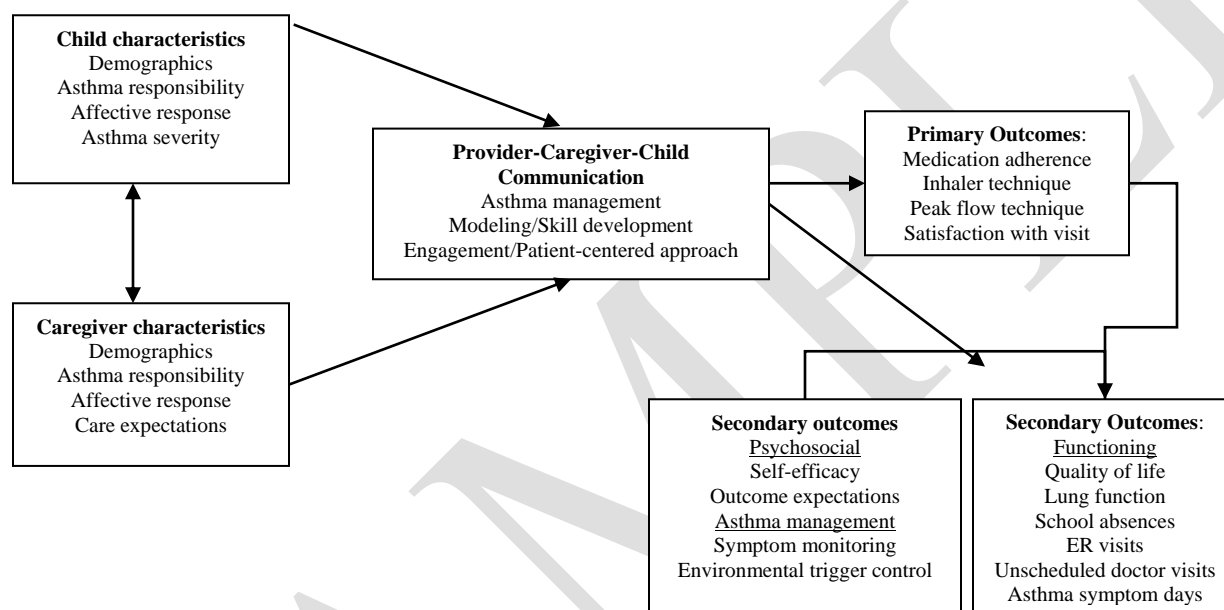 Child characteristics
Demographics
Asthma responsibility
Affective response
Asthma severity
Provider-Caregiver-Child
Communication
Asthma management
Modeling/Skill development
Engagement/Patient-centered approach
Primary Outcomes:
Medication adherence
Inhaler technique
Peak flow technique
Satisfaction with visit
Caregiver characteristics
Demographics
Asthma responsibility
Affective response
Care expectations
Secondary outcomes
Psychosocial
Self-efficacy
Outcome expectations
Asthma management
Symptom monitoring
Environmental trigger control
Secondary Outcomes:
Functioning
Quality of life
Lung function
School absences
ER visits
Unscheduled doctor visits
Asthma symptom days